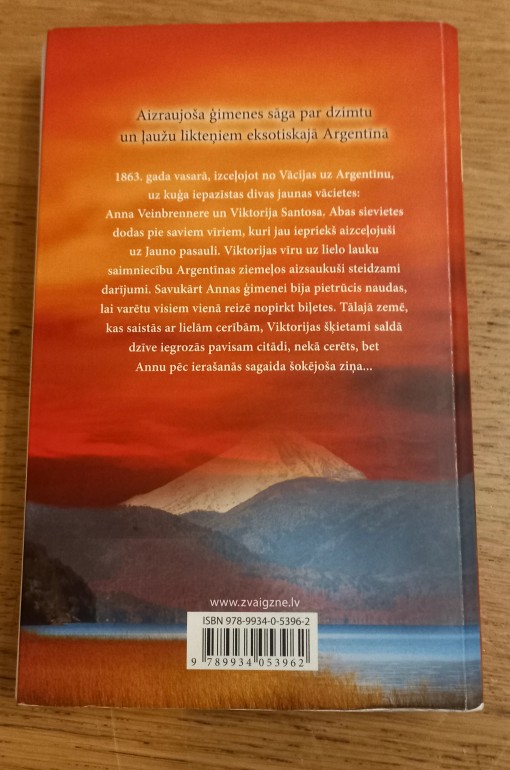 Aizraujoša ģimenes sāga par dzimtu
un ļaužu likteņiem eksotiskajā Argentīnā
1863. gada vasarā, izceļojot no Vācijas uz Argentīnu,
uz kuģa iepazīstas divas jaunas vācietes:
Anna Veinbrennere un Viktorija Santosa. Abas sievietes
dodas pie saviem vīriem, kuri jau iepriekš aizceļojuši
uz Jauno pasauli. Viktorijas vīru uz lielo lauku
saimniecību Argentīnas ziemeļos aizsaukuši steidzami
darījumi. Savukārt Annas ģimenei bija pietrūcis naudas,
lai varētu visiem vienā reizē nopirkt biļetes. Tālajā zemē,
kas saistās ar lielām cerībām, Viktorijas šķietami saldā
dzīve iegrozās pavisam citādi, nekā cerēts, bet
Annu pēc ierašanās sagaida šokējoša ziņa...
www.zvaigzne.lv
ISBN 978-9934-0-5396-2
9 789934 053962